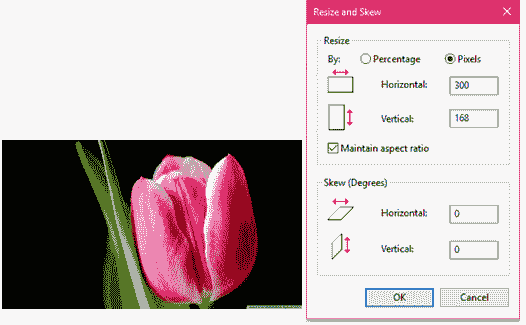 Resize and Skew
Resize
By: Percentage Pixels
Horizontal: 300
Vertical: 168
Maintain aspect ratio
Skew (Degrees)
Horizontal: 0
Vertical: 0
OK Cancel